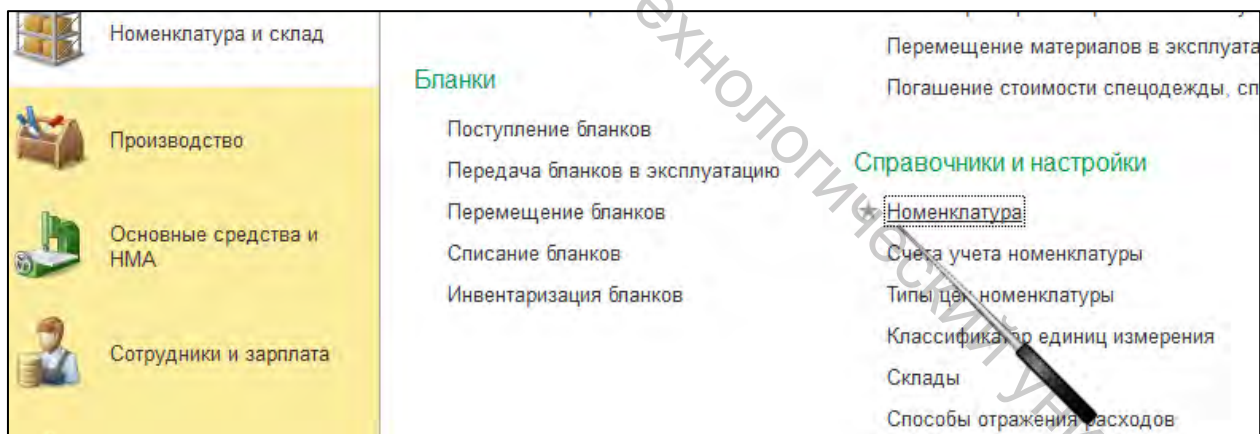 Номенклатура и склад
Производство
Основные средства и
НМА
Сотрудники и зарплата
Бланки
Поступление бланков
Передача бланков в эксплуатацию
Перемещение бланков
Списание бланков
Инвентаризация бланков
Перемещение материалов в эксплуата
Погашение стоимости спецодежды, сп
Справочники и настройки
Номенклатура
Счета учета номенклатуры
Типы цен номенклатуры
Классификатор единиц измерения
Склады
Способы отражения расходов
ехнологический уни